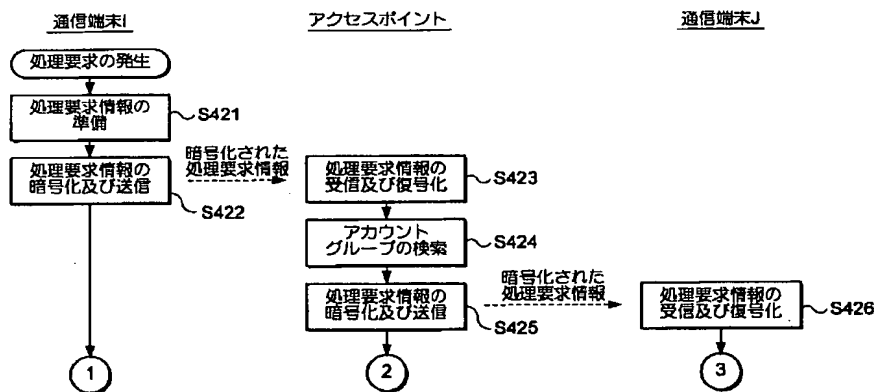 通信端末I
アクセスポイント
通信端末J
処理要求の発生
処理要求情報の
準備
S421
処理要求情報の
暗号化及び送信
S422
暗号化された
処理要求情報
処理要求情報の
受信及び復号化
S423
アカウント
グループの検索
S424
処理要求情報の
暗号化及び送信
S425
暗号化された
処理要求情報
処理要求情報の
受信及び復号化
S426
1
2
3